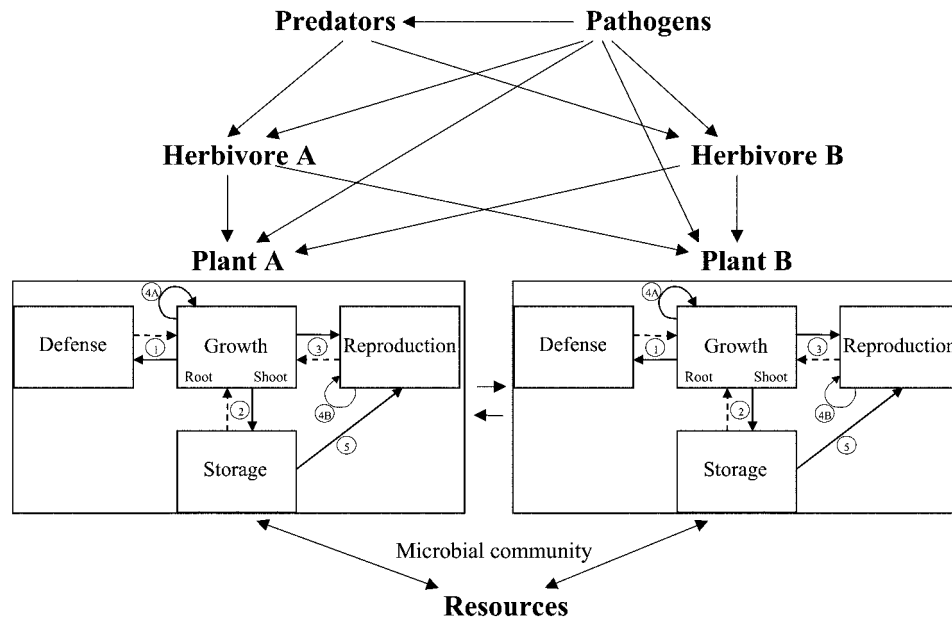 Predators Pathogens
Herbivore A Herbivore B
Plant A Plant B
4A 4A
Defense 1 Growth 3 Reproduction Defense 1 Growth 3 Reproduction
Root Shoot Root Shoot
2 4B 2 4B
Storage 5 Storage 5
Microbial community
Resources